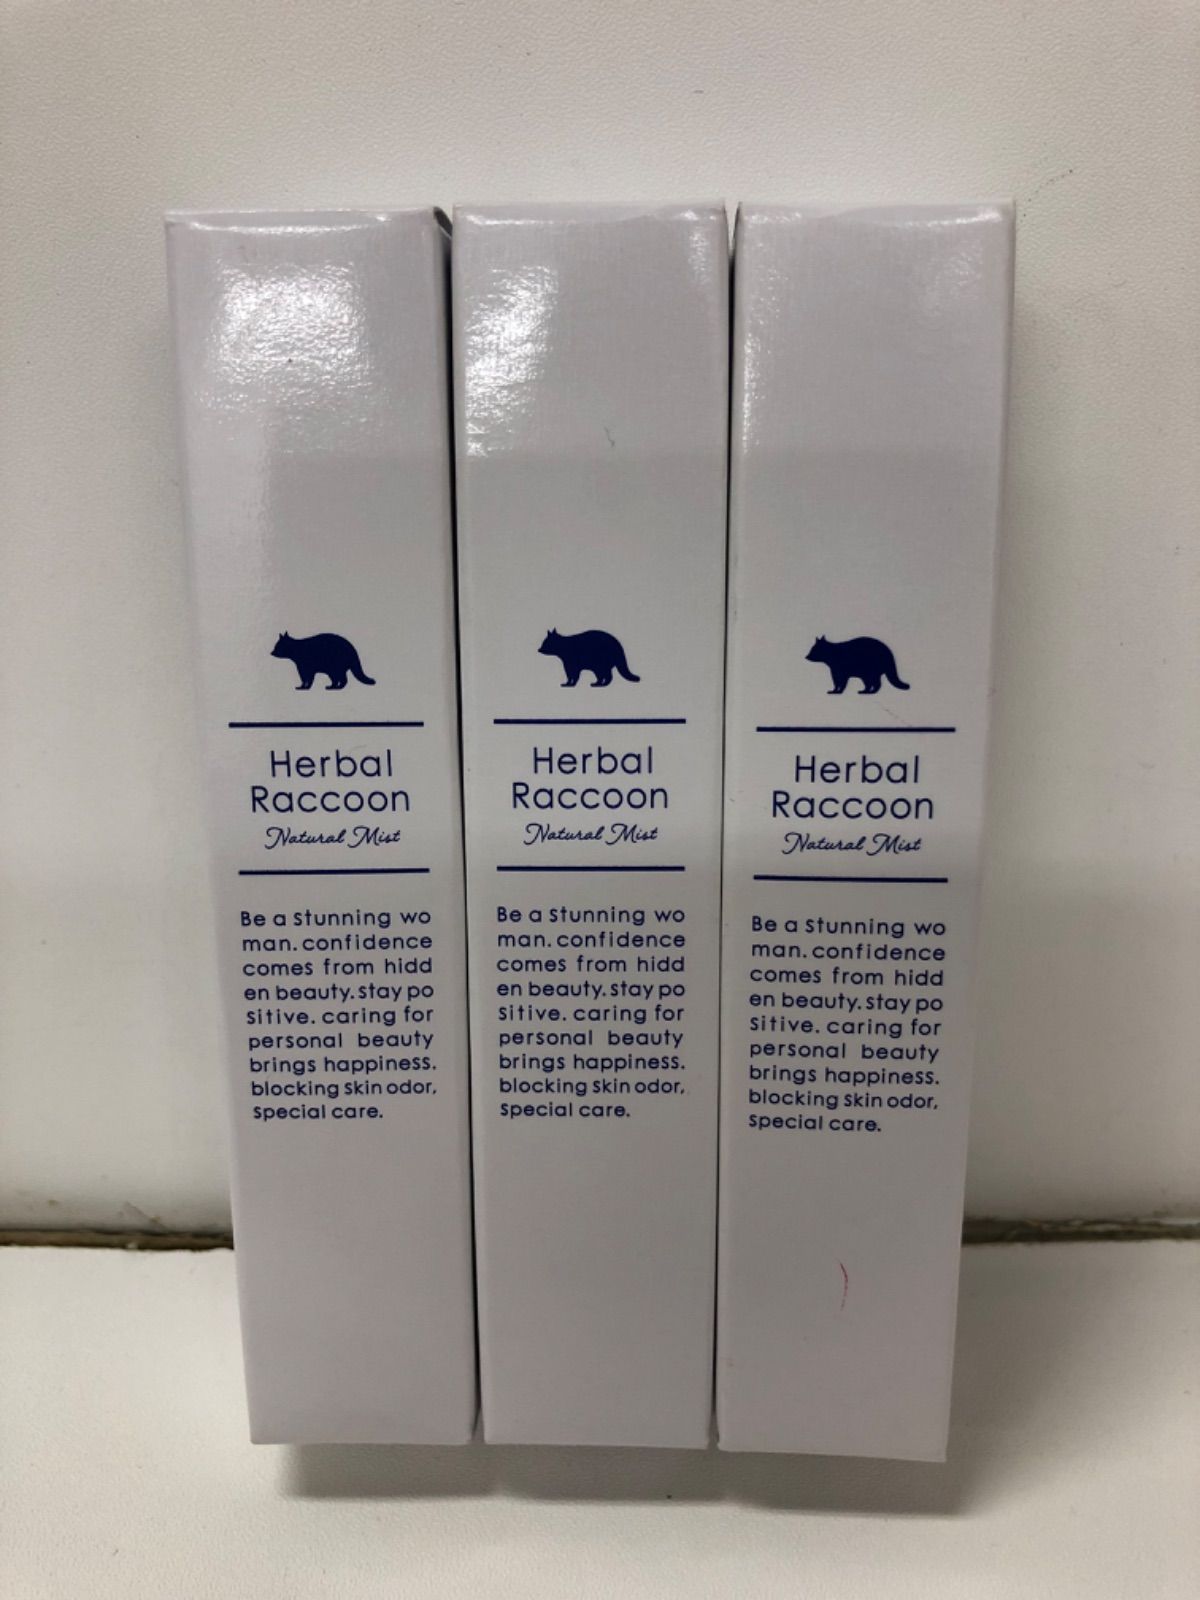 Herbal
Raccoon
Natural Mist
Be a stunning wo
man. confidence
comes from hidd
en beauty. stay po
sitive. caring for
personal beauty
brings happiness.
blocking skin odor,
special care.
Herbal
Raccoon
Natural Mist
Be a stunning wo
man. confidence
comes from hidd
en beauty. stay po
sitive. caring for
personal beauty
brings happiness.
blocking skin odor,
special care.
Herbal
Raccoon
Natural Mist
Be a stunning wo
man. confidence
comes from hidd
en beauty. stay po
sitive. caring for
personal beauty
brings happiness.
blocking skin odor,
special care.